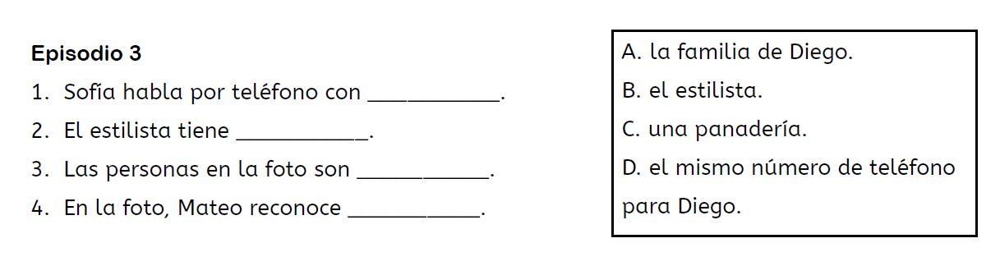 Episodio 3
1. Sofía habla por teléfono con ___________.
2. El estilista tiene ___________.
3. Las personas en la foto son ___________.
4. En la foto, Mateo reconoce ___________.
A. la familia de Diego.
B. el estilista.
C. una panadería.
D. el mismo número de teléfono
para Diego.